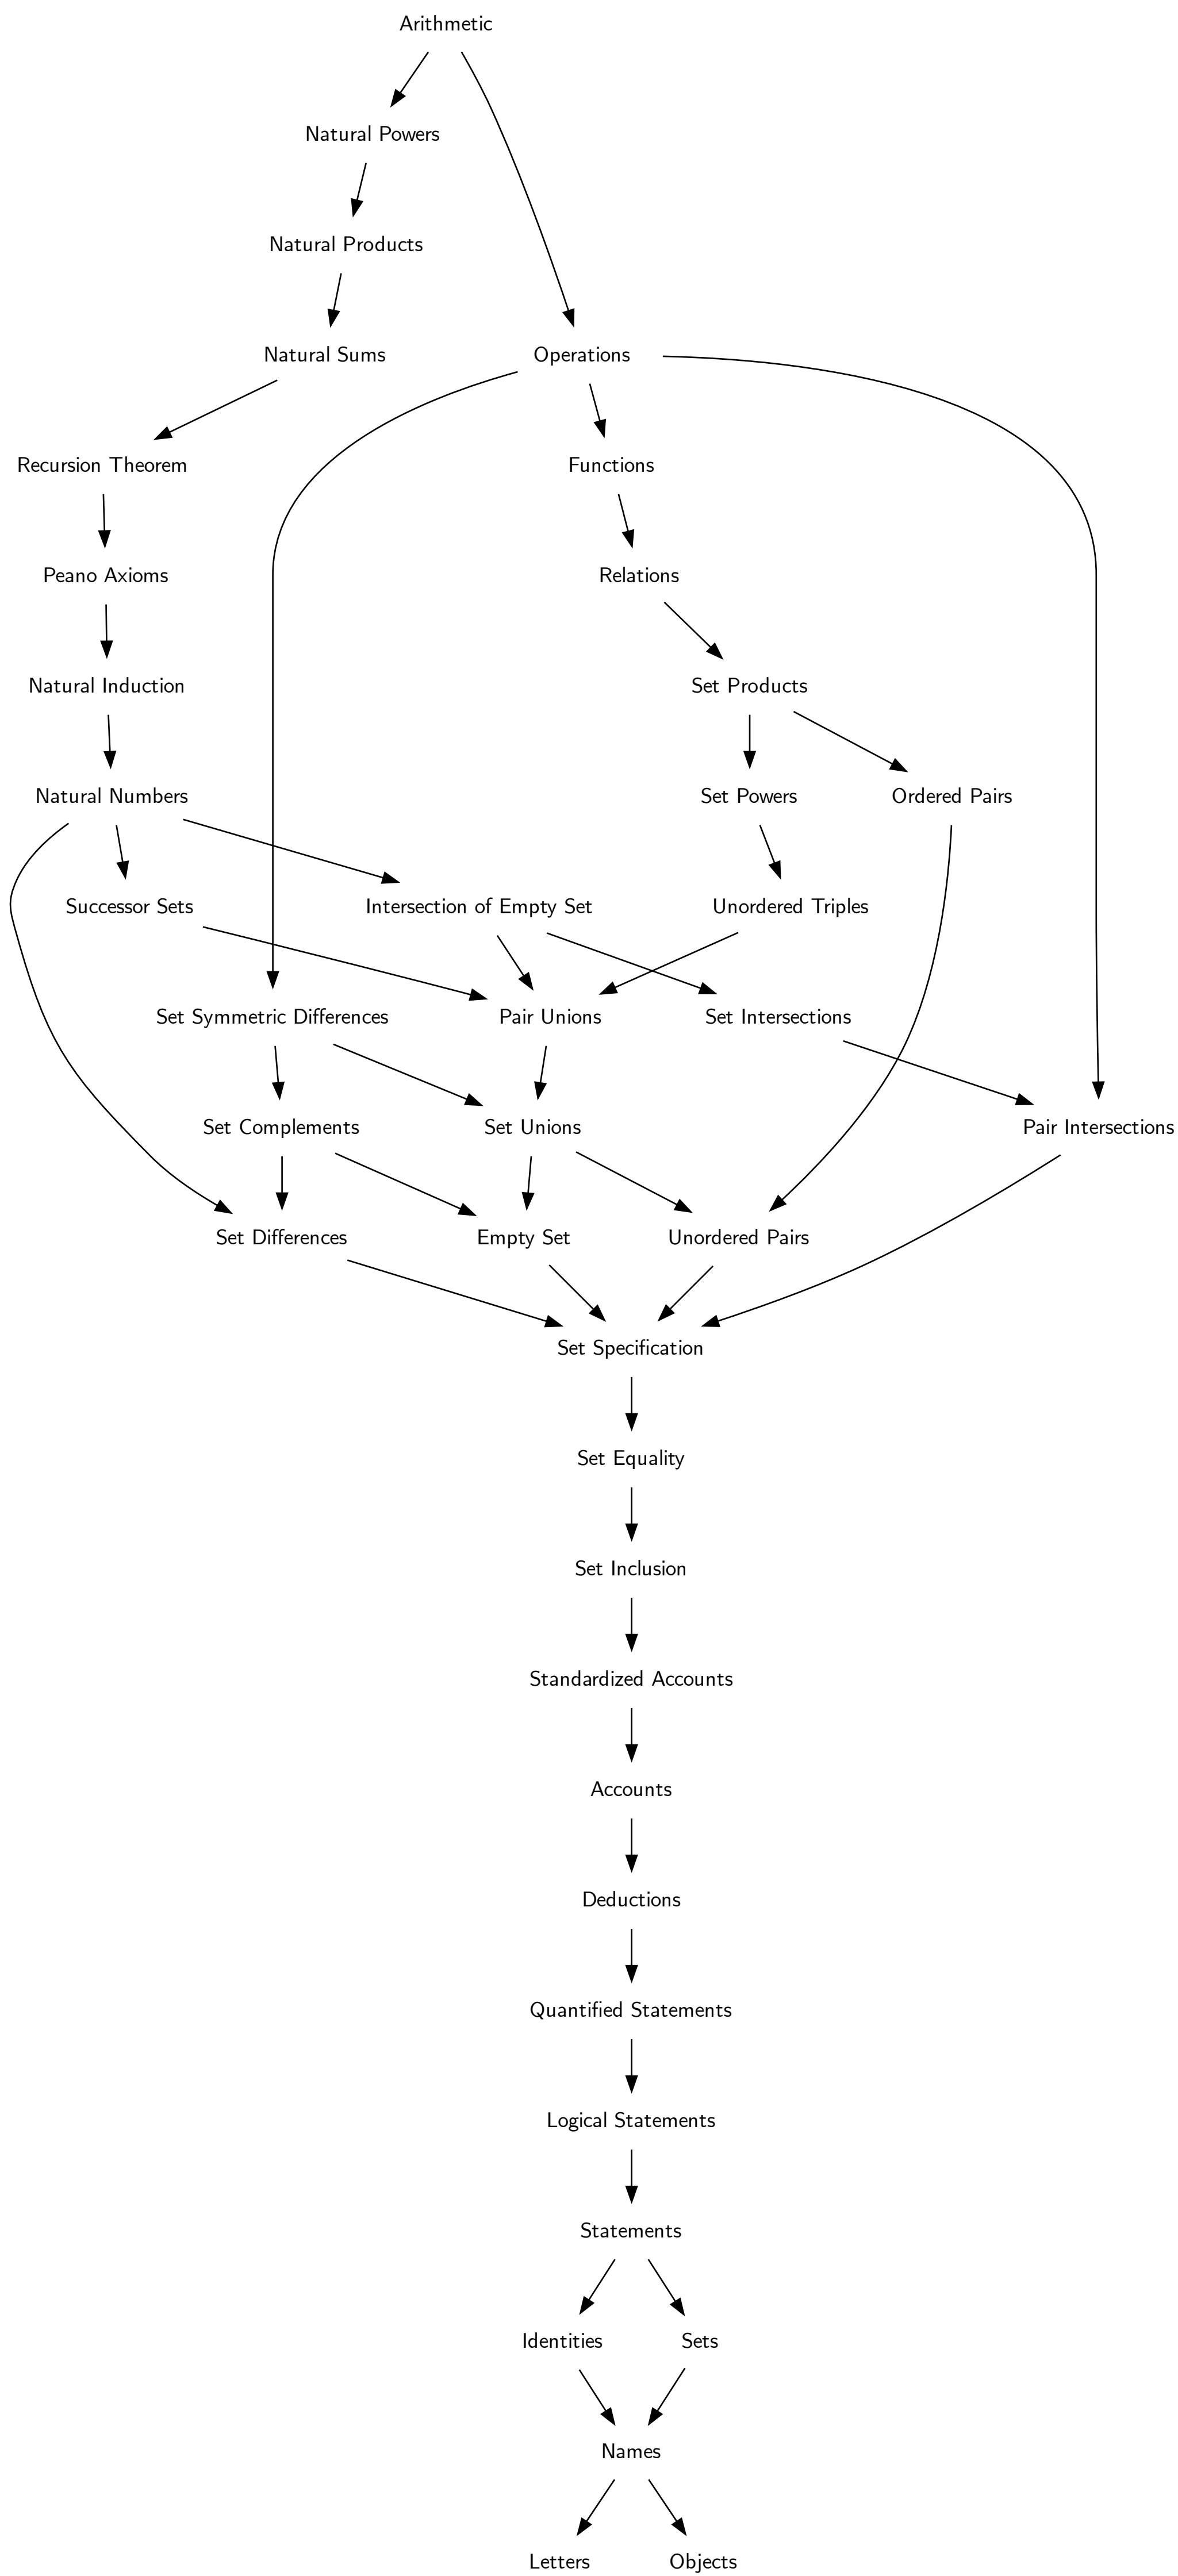 Arithmetic
Natural Powers
Natural Products
Natural Sums
Operations
Recursion Theorem
Functions
Peano Axioms
Relations
Natural Induction
Set Products
Natural Numbers
Set Powers
Ordered Pairs
Successor Sets
Intersection of Empty Set
Unordered Triples
Set Symmetric Differences
Pair Unions
Set Intersections
Set Complements
Set Unions
Pair Intersections
Set Differences
Empty Set
Unordered Pairs
Set Specification
Set Equality
Set Inclusion
Standardized Accounts
Accounts
Deductions
Quantified Statements
Logical Statements
Statements
Identities
Sets
Names
Letters
Objects